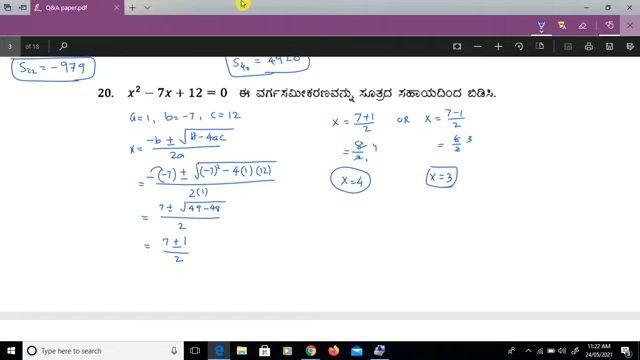 Q&A paper.pdf
3 of 18
S22 = -979
S40 = 4920
20. x² − 7x + 12 = 0 ಈ ವರ್ಗಸಮೀಕರಣವನ್ನು ಸೂತ್ರದ ಸಹಾಯದಿಂದ ಬಿಡಿಸಿ.
a=1, b=-7, c=12
x = (-b ± √(b²-4ac))/2a
= (-(-7) ± √((-7)²-4(1)(12)))/2(1)
= (7 ± √(49-48))/2
= (7 ± 1)/2
x = (7+1)/2 OR x = (7-1)/2
= 8/2 4 = 6/2 3
x=4 x=3
Type here to search
11:22 AM
24/05/2021